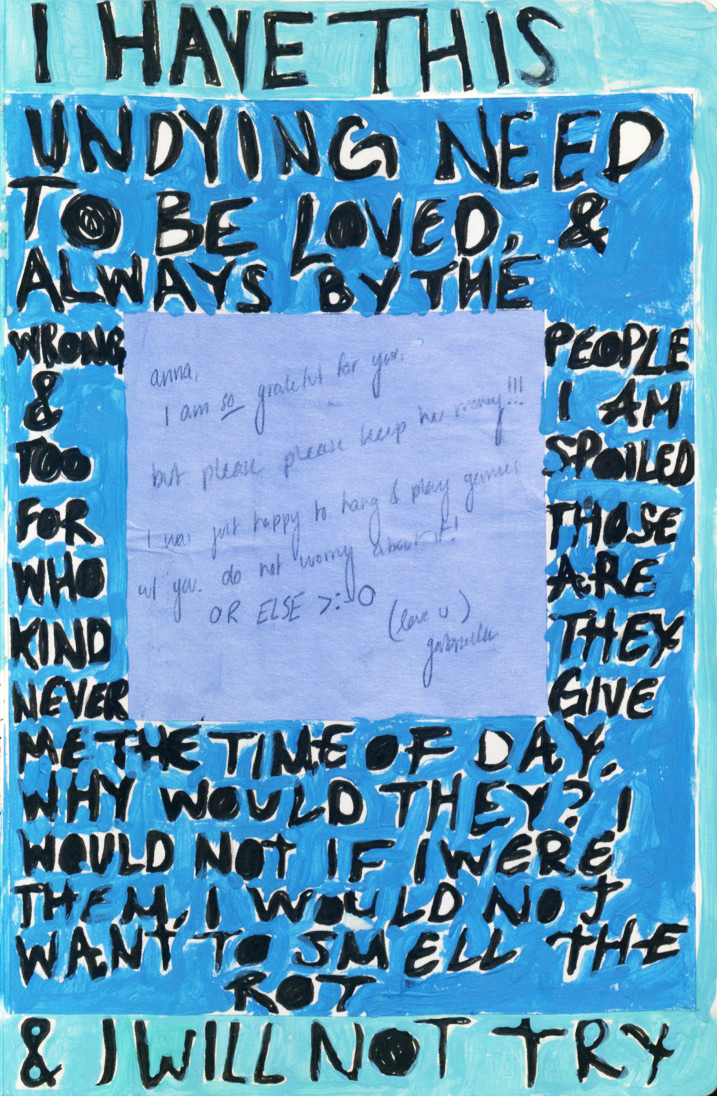 I HAVE THIS
UNDYING NEED
TO BE LOVED, &
ALWAYS BY THE
WRONG PEOPLE
& I AM
TOO SPOILED
FOR THOSE
WHO ARE
KIND THEY
NEVER GIVE
ME THE TIME OF DAY.
WHY WOULD THEY? I
WOULD NOT IF I WERE
THEM, I WOULD NOT
WANT TO SMELL THE
ROT
& I WILL NOT TRY
anna,
I am so grateful for you.
but please please keep the money!!!
I was just happy to hang & play games
w/ you. do not worry about it!
OR ELSE >:-O
(love u)